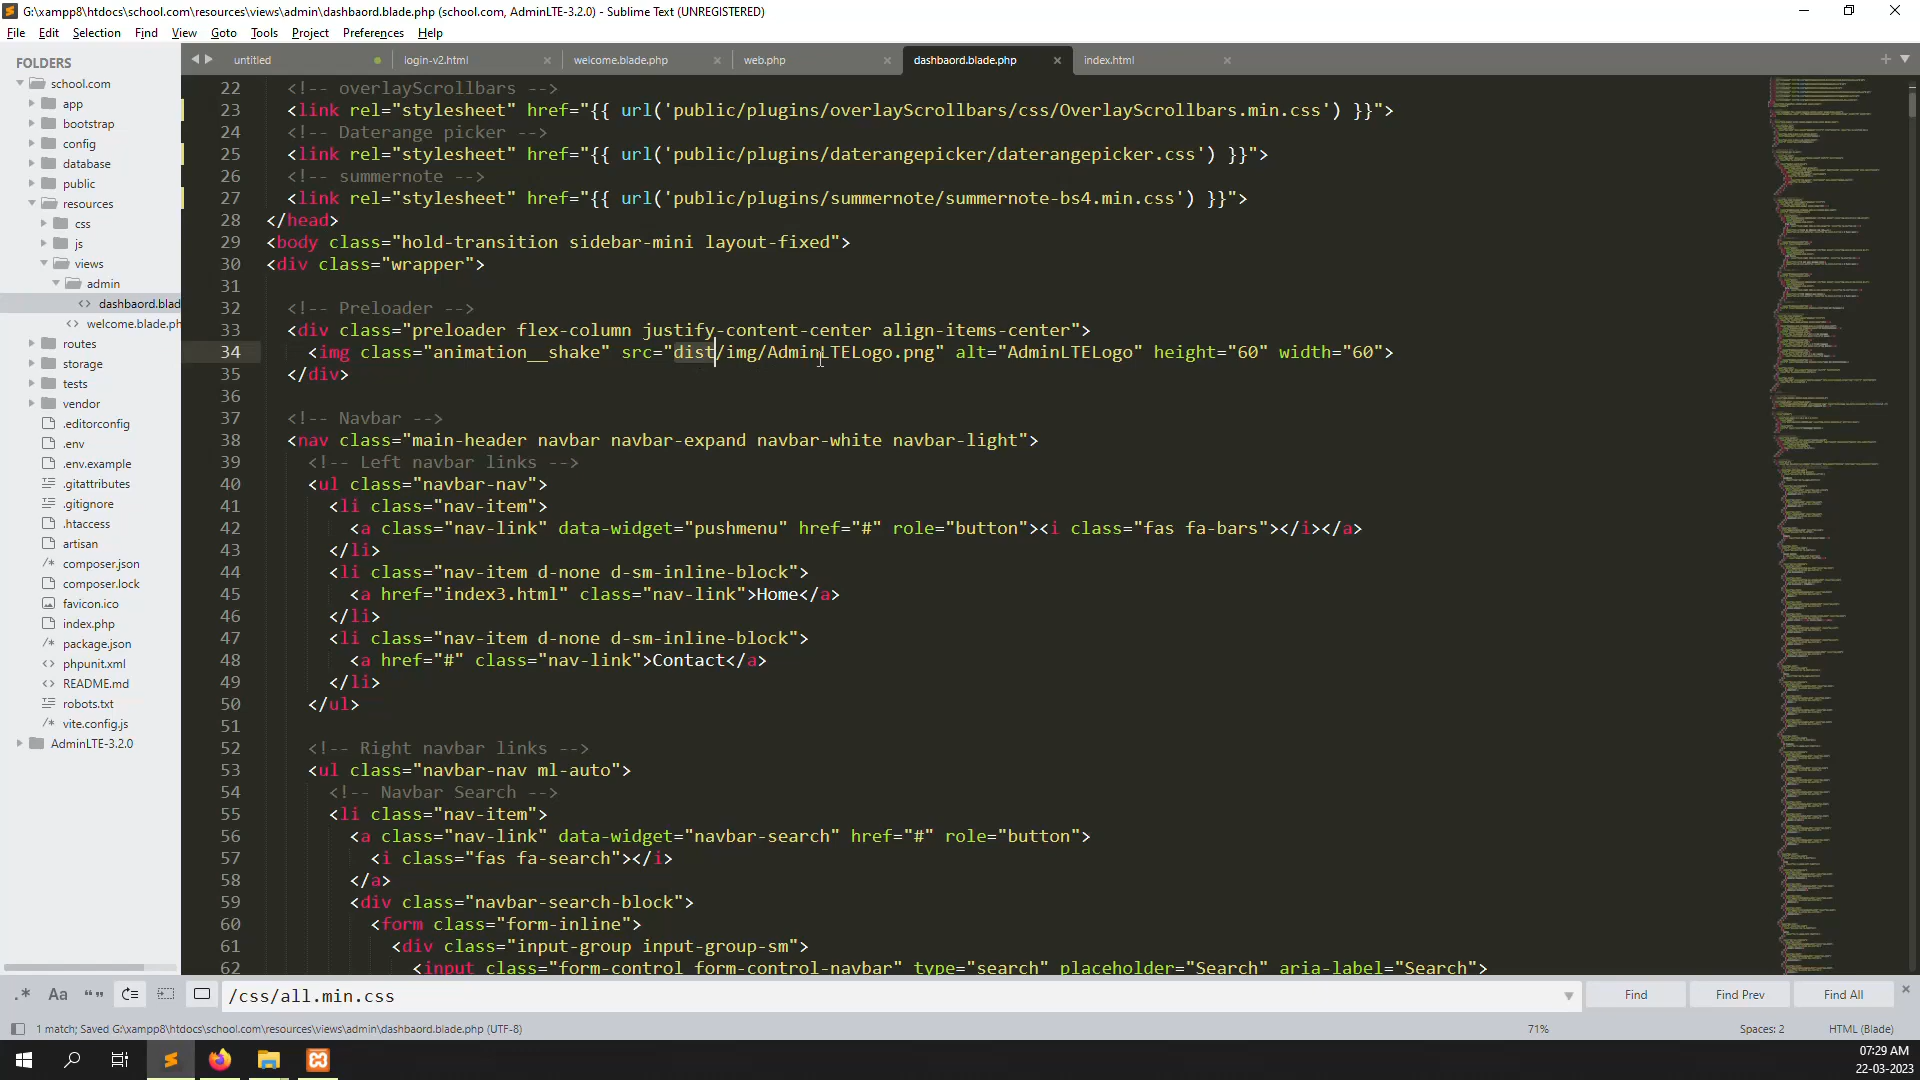 G:\xampp8\htdocs\school.com\resources\views\admin\dashbaord.blade.php (school.com, AdminLTE-3.2.0) - Sublime Text (UNREGISTERED)
File Edit Selection Find View Goto Tools Project Preferences Help
FOLDERS
school.com
app
bootstrap
config
database
public
resources
css
js
views
admin
dashbaord.blad
welcome.blade.ph
routes
storage
tests
vendor
.editorconfig
.env
.env.example
.gitattributes
.gitignore
.htaccess
artisan
composer.json
composer.lock
favicon.ico
index.php
package.json
phpunit.xml
README.md
robots.txt
vite.config.js
AdminLTE-3.2.0
untitled login-v2.html welcome.blade.php web.php dashbaord.blade.php index.html
22 <!-- overlayScrollbars -->
23 <link rel="stylesheet" href="{{ url('public/plugins/overlayScrollbars/css/OverlayScrollbars.min.css') }}">
24 <!-- Daterange picker -->
25 <link rel="stylesheet" href="{{ url('public/plugins/daterangepicker/daterangepicker.css') }}">
26 <!-- summernote -->
27 <link rel="stylesheet" href="{{ url('public/plugins/summernote/summernote-bs4.min.css') }}">
28 </head>
29 <body class="hold-transition sidebar-mini layout-fixed">
30 <div class="wrapper">
31
32 <!-- Preloader -->
33 <div class="preloader flex-column justify-content-center align-items-center">
34 <img class="animation__shake" src="dist/img/AdminLTELogo.png" alt="AdminLTELogo" height="60" width="60">
35 </div>
36
37 <!-- Navbar -->
38 <nav class="main-header navbar navbar-expand navbar-white navbar-light">
39 <!-- Left navbar links -->
40 <ul class="navbar-nav">
41 <li class="nav-item">
42 <a class="nav-link" data-widget="pushmenu" href="#" role="button"><i class="fas fa-bars"></i></a>
43 </li>
44 <li class="nav-item d-none d-sm-inline-block">
45 <a href="index3.html" class="nav-link">Home</a>
46 </li>
47 <li class="nav-item d-none d-sm-inline-block">
48 <a href="#" class="nav-link">Contact</a>
49 </li>
50 </ul>
51
52 <!-- Right navbar links -->
53 <ul class="navbar-nav ml-auto">
54 <!-- Navbar Search -->
55 <li class="nav-item">
56 <a class="nav-link" data-widget="navbar-search" href="#" role="button">
57 <i class="fas fa-search"></i>
58 </a>
59 <div class="navbar-search-block">
60 <form class="form-inline">
61 <div class="input-group input-group-sm">
62 <input class="form-control form-control-navbar" type="search" placeholder="Search" aria-label="Search">
.* Aa “” /css/all.min.css Find Find Prev Find All
1 match; Saved G:\xampp8\htdocs\school.com\resources\views\admin\dashbaord.blade.php (UTF-8) 71% Spaces: 2 HTML (Blade)
07:29 AM
22-03-2023